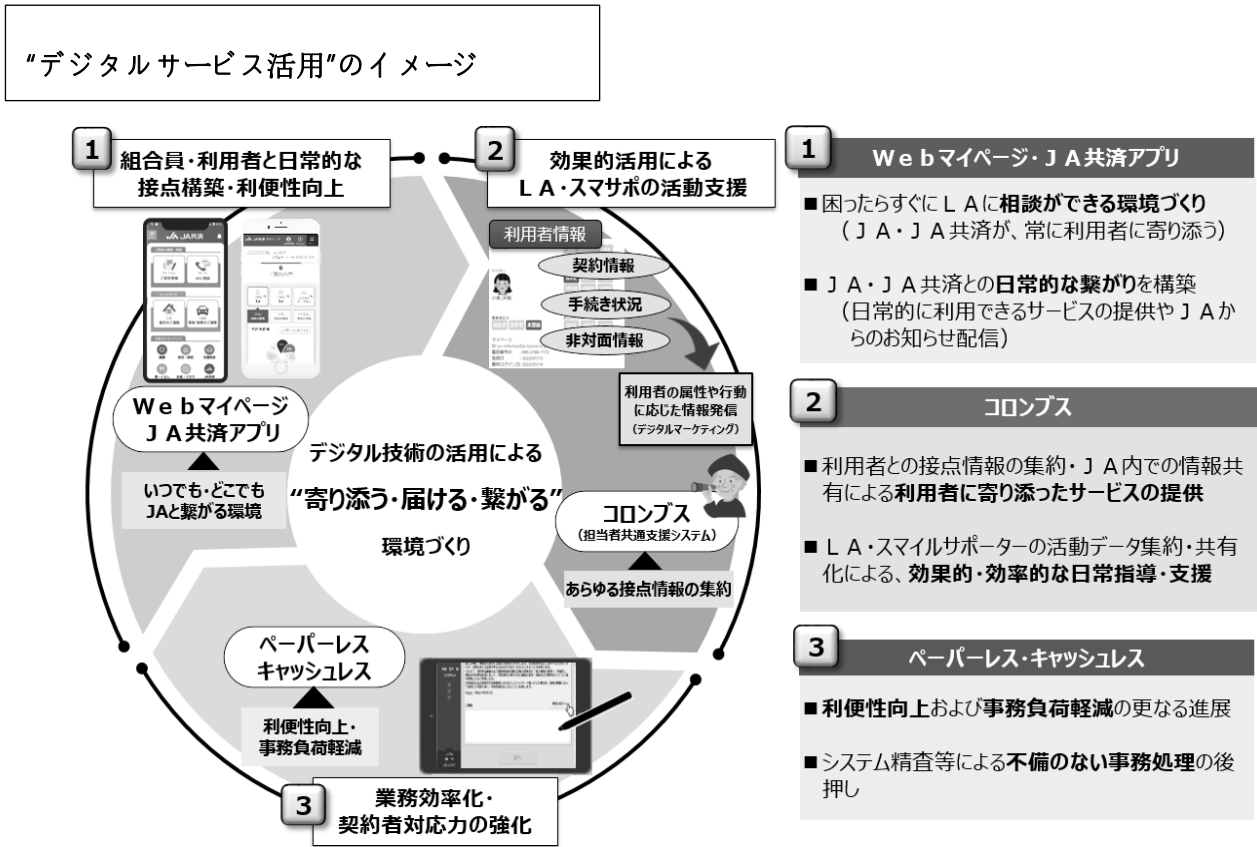 “デジタルサービス活用”のイメージ
1
組合員・利用者と日常的な
接点構築・利便性向上
2
効果的活用による
ＬＡ・スマサポの活動支援
JA共済
利用者情報
契約情報
手続き状況
非対面情報
マイページ
利用者の属性や行動
に応じた情報発信
（デジタルマーケティング）
Ｗｅｂマイページ
ＪＡ共済アプリ
いつでも・どこでも
JAと繋がる環境
デジタル技術の活用による
“寄り添う・届ける・繋がる”
環境づくり
コロンブス
（担当者共通支援システム）
あらゆる接点情報の集約
ペーパーレス
キャッシュレス
利便性向上・
事務負荷軽減
3
業務効率化・
契約者対応力の強化
1
Ｗｅｂマイページ・ＪＡ共済アプリ
■困ったらすぐにＬＡに相談ができる環境づくり
（ＪＡ・ＪＡ共済が、常に利用者に寄り添う）
■ＪＡ・ＪＡ共済との日常的な繋がりを構築
（日常的に利用できるサービスの提供やＪＡか
らのお知らせ配信）
2
コロンブス
■利用者との接点情報の集約・ＪＡ内での情報共
有による利用者に寄り添ったサービスの提供
■ＬＡ・スマイルサポーターの活動データ集約・共有
化による、効果的・効率的な日常指導・支援
3
ペーパーレス・キャッシュレス
■利便性向上および事務負荷軽減の更なる進展
■システム精査等による不備のない事務処理の後
押し